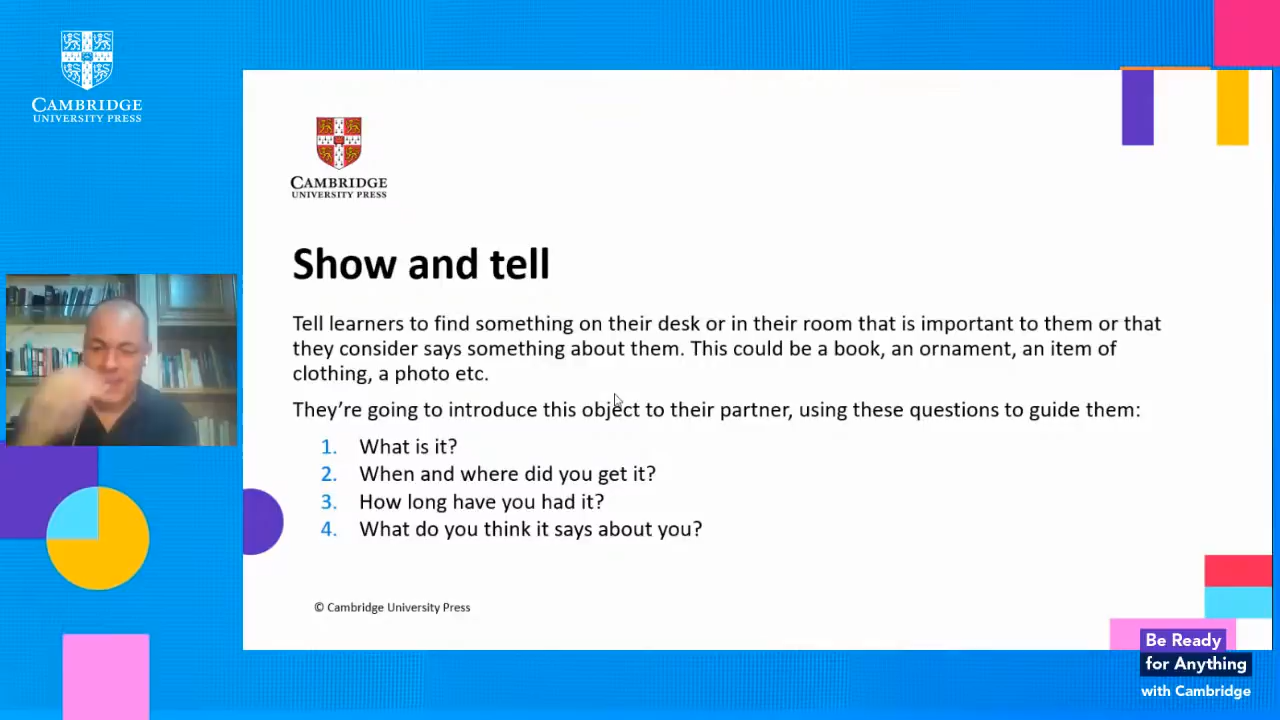 CAMBRIDGE
UNIVERSITY PRESS
CAMBRIDGE
UNIVERSITY PRESS
Show and tell
Tell learners to find something on their desk or in their room that is important to them or that
they consider says something about them. This could be a book, an ornament, an item of
clothing, a photo etc.
They’re going to introduce this object to their partner, using these questions to guide them:
1. What is it?
2. When and where did you get it?
3. How long have you had it?
4. What do you think it says about you?
© Cambridge University Press
Be Ready
for Anything
with Cambridge